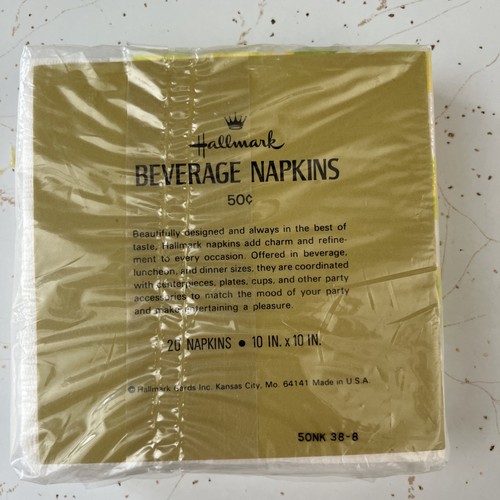 Hallmark
BEVERAGE NAPKINS
50¢
Beautifully designed and always in the best of
taste, Hallmark napkins add charm and refine-
ment to every occasion. Offered in beverage,
luncheon, and dinner sizes, they are coordinated
with centerpieces, plates, cups, and other party
accessories to match the mood of your party
and make entertaining a pleasure.
20 NAPKINS • 10 IN. x 10 IN.
© Hallmark Cards Inc. Kansas City, Mo. 64141 Made in U.S.A
50NK 38-8